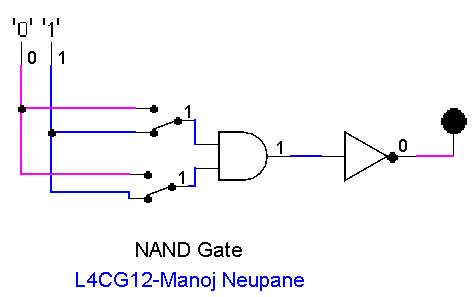 '0' '1'
0 1
1
1 0
1
NAND Gate
L4CG12-Manoj Neupane